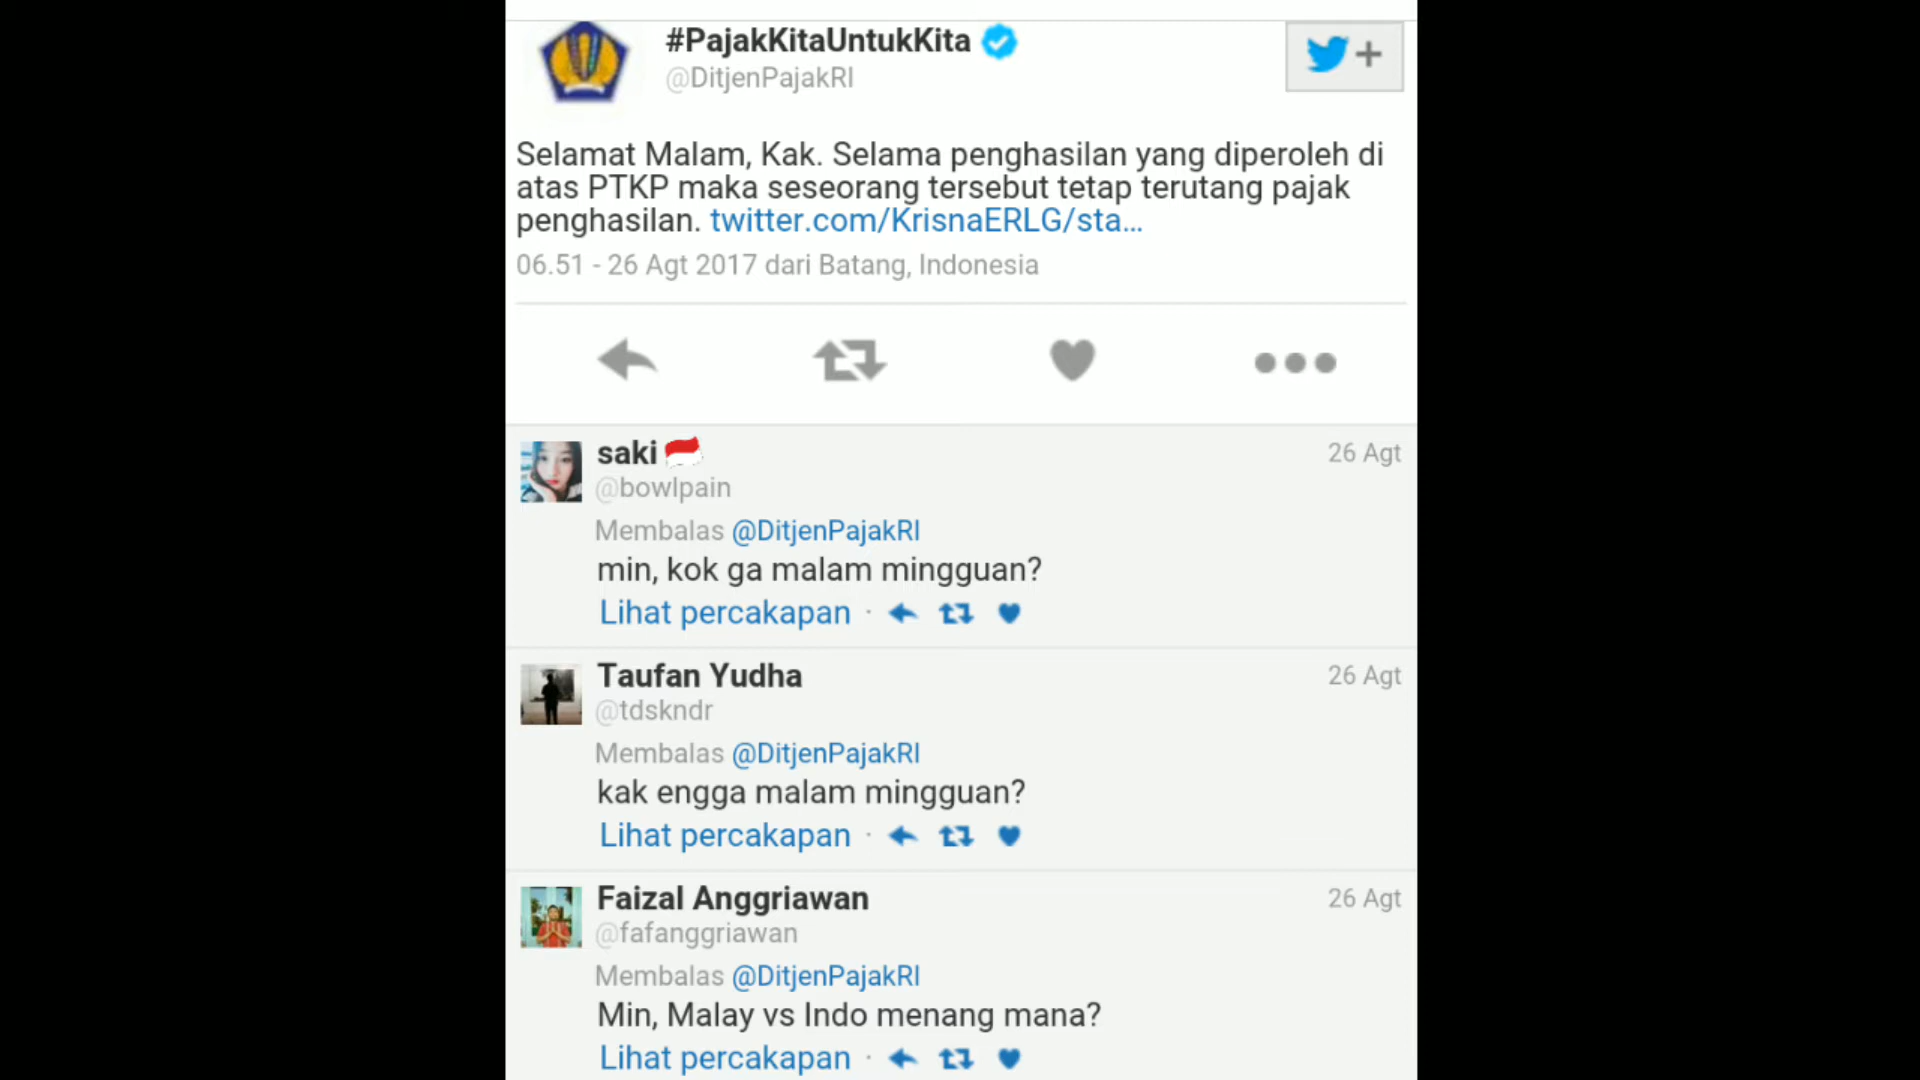 #PajakKitaUntukKita
@DitjenPajakRI
Selamat Malam, Kak. Selama penghasilan yang diperoleh di
atas PTKP maka seseorang tersebut tetap terutang pajak
penghasilan. twitter.com/KrisnaERLG/sta...
06.51 - 26 Agt 2017 dari Batang, Indonesia
saki
26 Agt
@bowlpain
Membalas @DitjenPajakRI
min, kok ga malam mingguan?
Lihat percakapan ·
Taufan Yudha
26 Agt
@tdskndr
Membalas @DitjenPajakRI
kak engga malam mingguan?
Lihat percakapan ·
Faizal Anggriawan
26 Agt
@fafanggriawan
Membalas @DitjenPajakRI
Min, Malay vs Indo menang mana?
Lihat percakapan ·